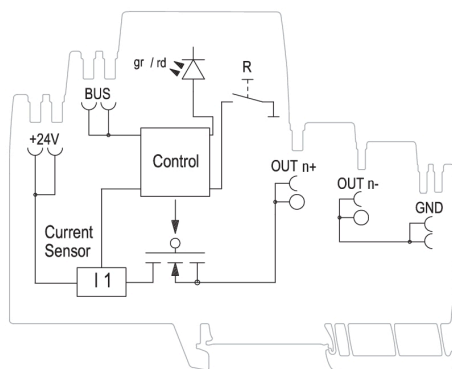 gr / rd
R
BUS
+24V
Control
OUT n+
OUT n-
GND
Current
Sensor
I 1